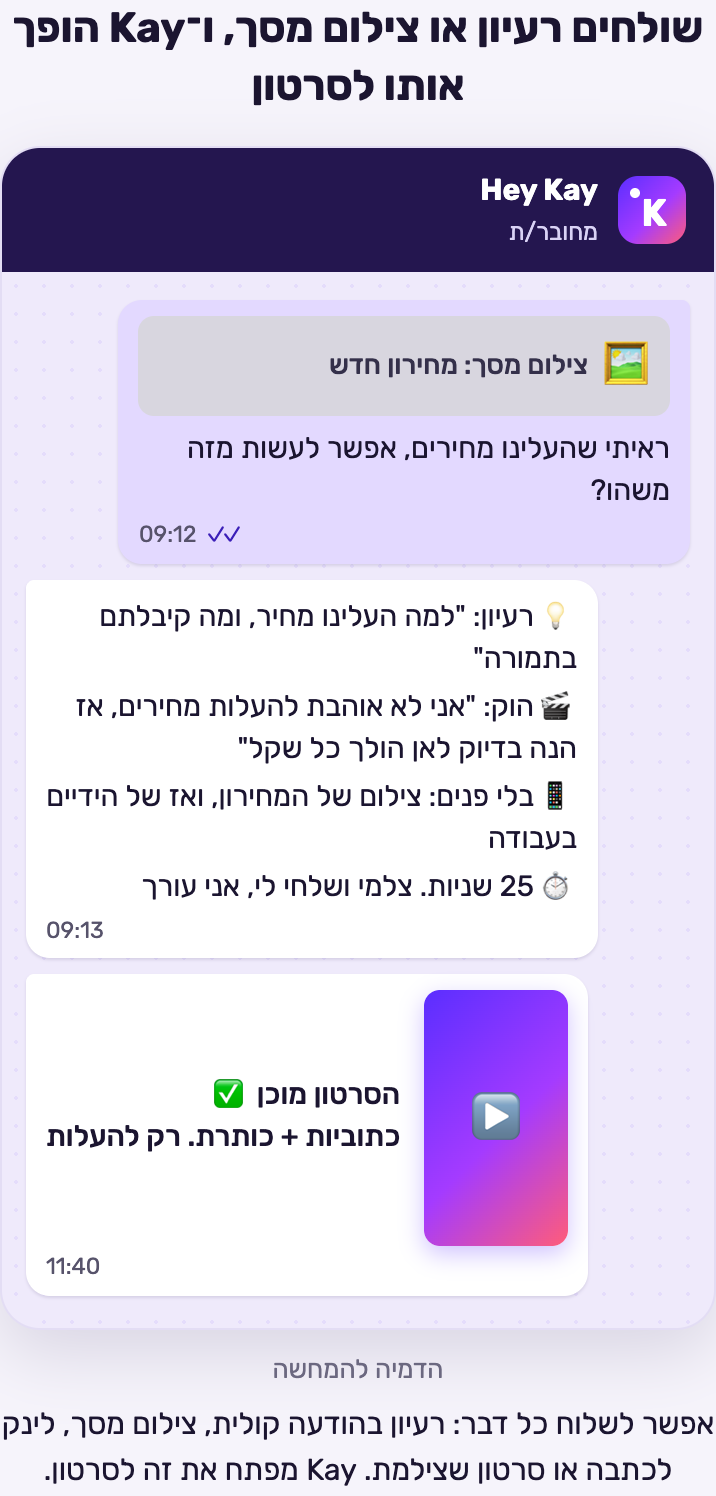 שולחים רעיון או צילום מסך, ו־Kay הופך
אותו לסרטון
K
Hey Kay
מחובר/ת
🖼️ צילום מסך: מחירון חדש
ראיתי שהעלינו מחירים, אפשר לעשות מזה
משהו?
09:12 ✓✓
💡 רעיון: "למה העלינו מחיר, ומה קיבלתם
בתמורה"
🎬 הוק: "אני לא אוהבת להעלות מחירים, אז
הנה בדיוק לאן הולך כל שקל"
📱 בלי פנים: צילום של המחירון, ואז של הידיים
בעבודה
⏱️ 25 שניות. צלמי ושלחי לי, אני עורך
09:13
▶️
הסרטון מוכן ✅
כתוביות + כותרת. רק להעלות
11:40
הדמיה להמחשה
אפשר לשלוח כל דבר: רעיון בהודעה קולית, צילום מסך, לינק
לכתבה או סרטון שצילמת. Kay מפתח את זה לסרטון.